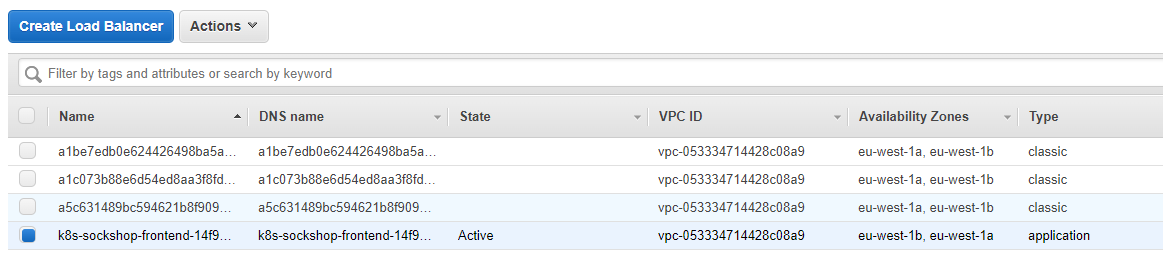 Create Load Balancer Actions
Filter by tags and attributes or search by keyword
Name DNS name State VPC ID Availability Zones Type
a1be7edb0e624426498ba5a... a1be7edb0e624426498ba5a... vpc-053334714428c08a9 eu-west-1a, eu-west-1b classic
a1c073b88e6d54ed8aa3f8fd... a1c073b88e6d54ed8aa3f8fd... vpc-053334714428c08a9 eu-west-1a, eu-west-1b classic
a5c631489bc594621b8f909... a5c631489bc594621b8f909... vpc-053334714428c08a9 eu-west-1a, eu-west-1b classic
k8s-sockshop-frontend-14f9... k8s-sockshop-frontend-14f9... Active vpc-053334714428c08a9 eu-west-1b, eu-west-1a application